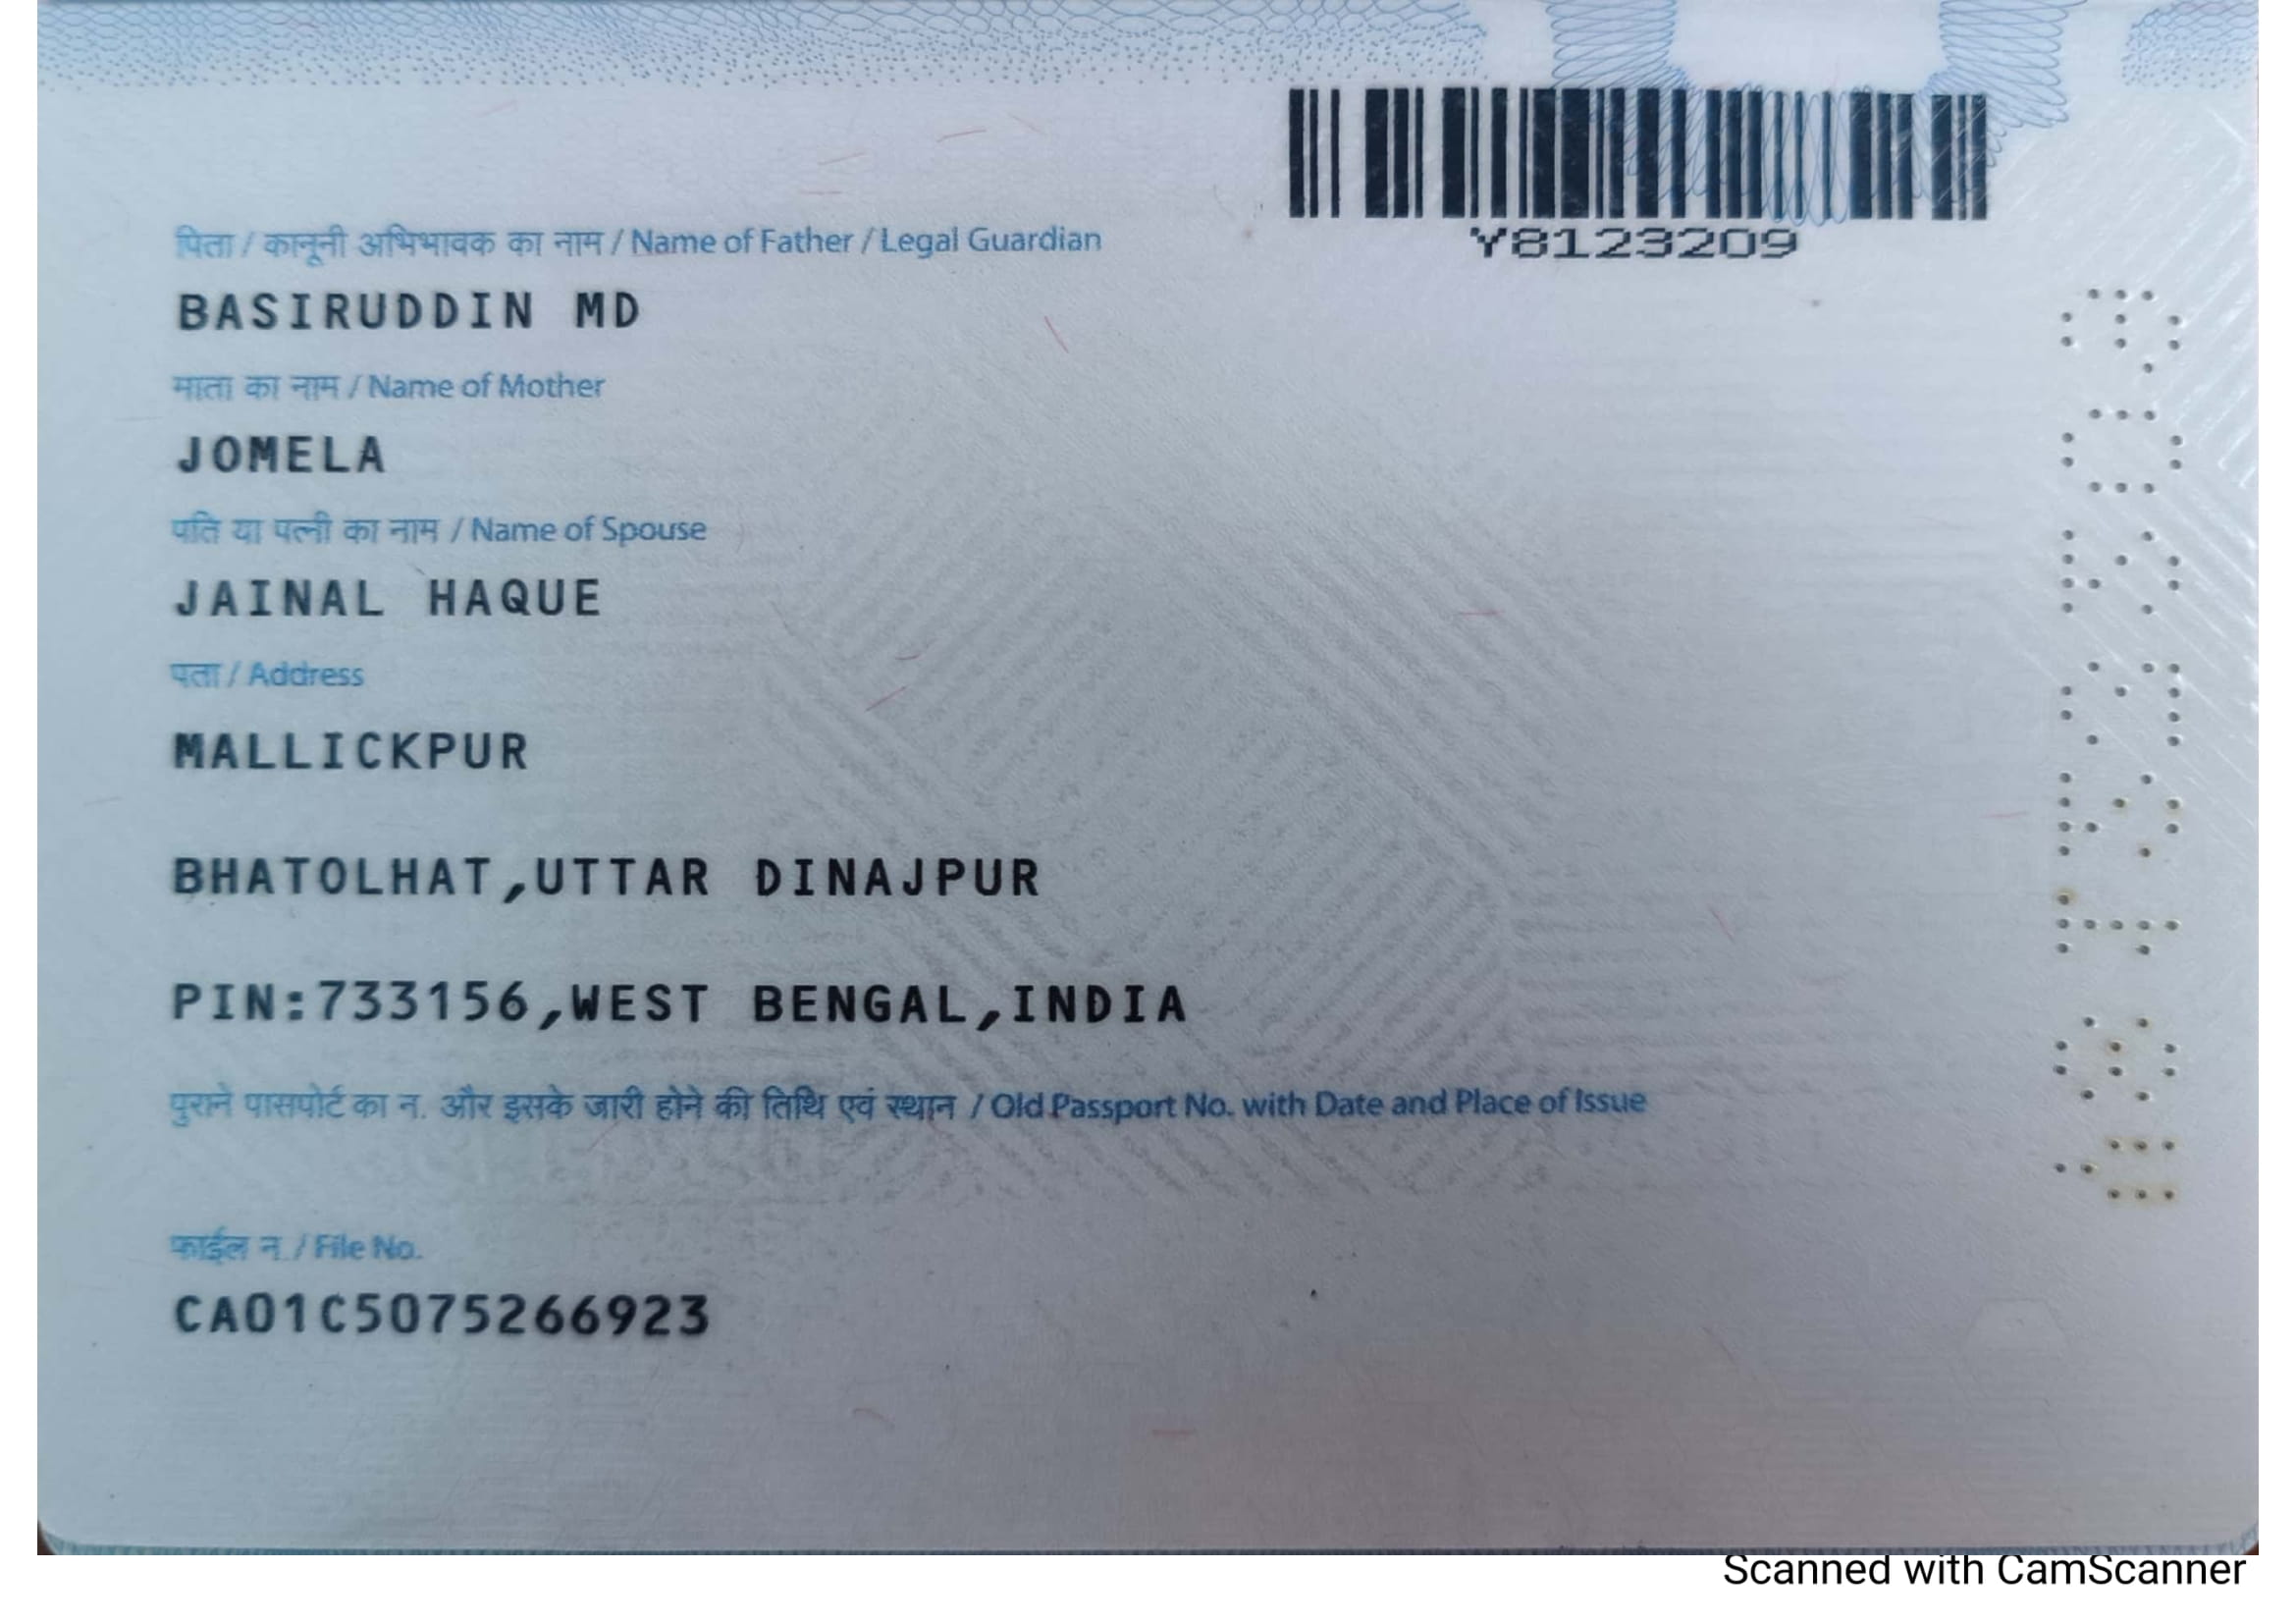 Y8123209
पिता / कानूनी अभिभावक का नाम / Name of Father / Legal Guardian
BASIRUDDIN MD
माता का नाम / Name of Mother
JOMELA
पति या पत्नी का नाम / Name of Spouse
JAINAL HAQUE
पता / Address
MALLICKPUR
BHATOLHAT,UTTAR DINAJPUR
PIN:733156,WEST BENGAL,INDIA
पुराने पासपोर्ट का न. और इसके जारी होने की तिथि एवं स्थान / Old Passport No. with Date and Place of Issue
फाईल न. / File No.
CA01C5075266923
Y8123209
Scanned with CamScanner